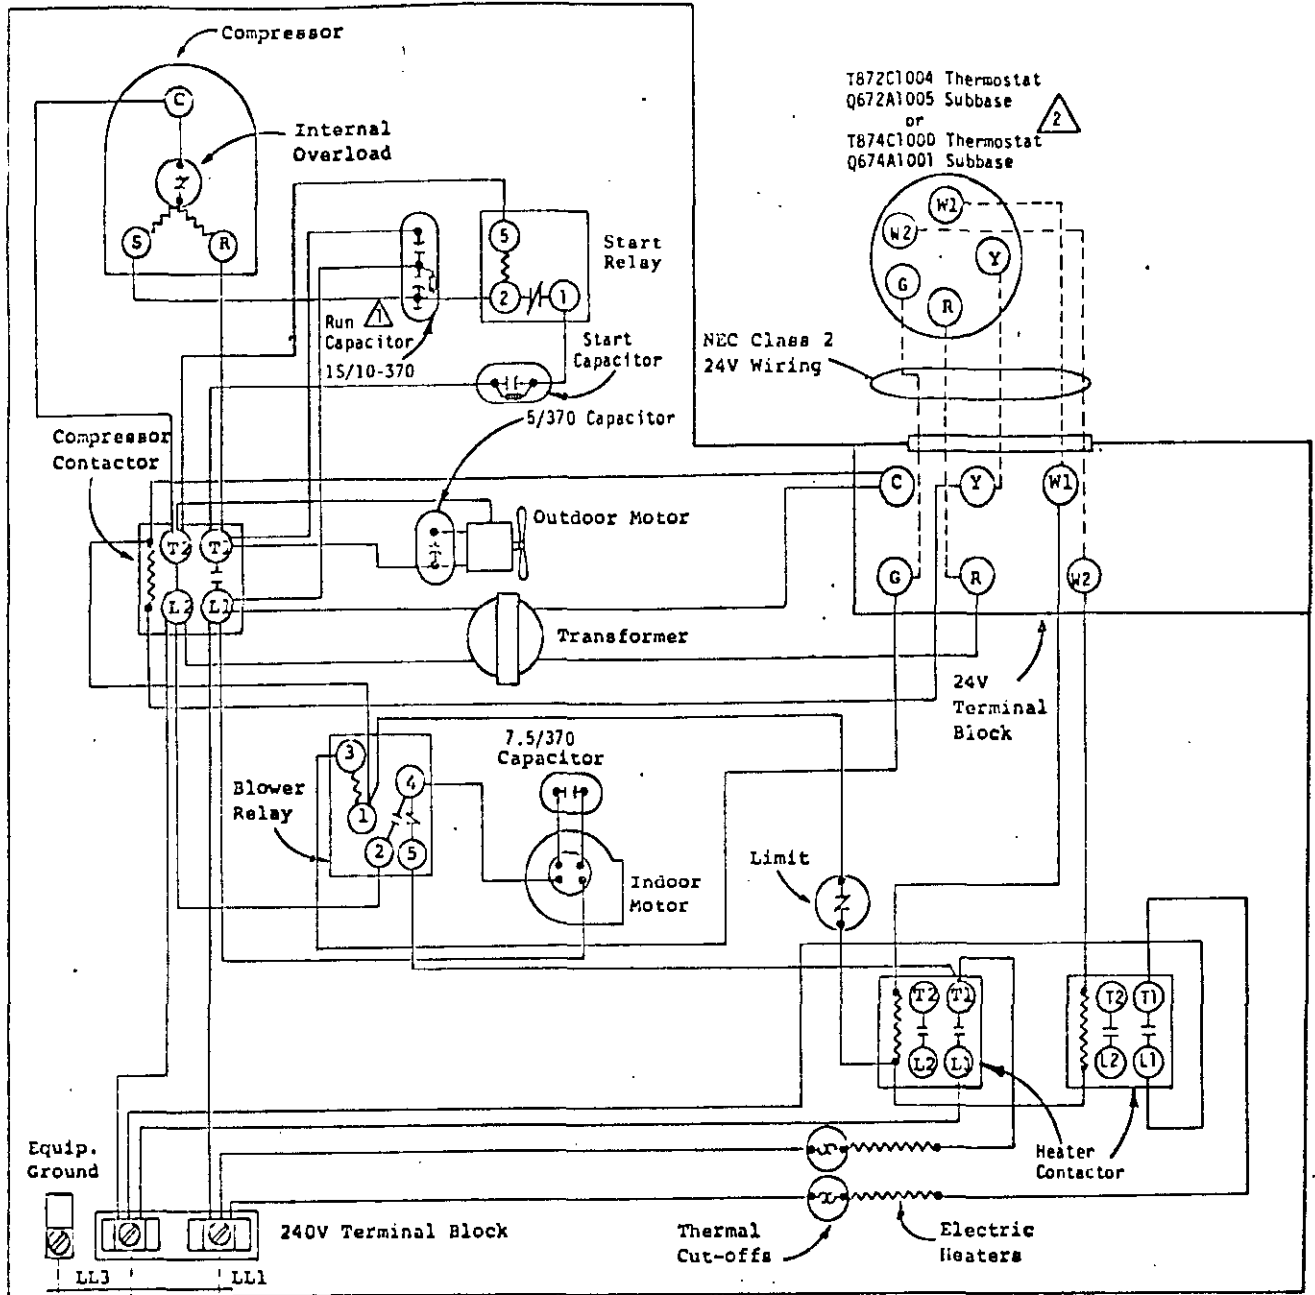 Compressor
T872C1004 Thermostat
Q672A1005 Subbase
or
T874C1000 Thermostat
Q674A1001 Subbase
2
C
Internal
Overload
S
R
5
2
1
Start
Relay
W1
W2
Y
G
R
Run
Capacitor
15/10-370
1
Start
Capacitor
NEC Class 2
24V Wiring
5/370 Capacitor
Compressor
Contactor
Outdoor Motor
T2
T1
L2
L1
C
Y
W1
G
R
W2
Transformer
24V
Terminal
Block
7.5/370
Capacitor
Blower
Relay
3
4
1
2
5
Limit
Indoor
Motor
T2
T1
L2
L1
T2
T1
L2
L1
Heater
Contactor
Equip.
Ground
240V Terminal Block
Thermal
Cut-offs
Electric
Heaters
LL3
LL1